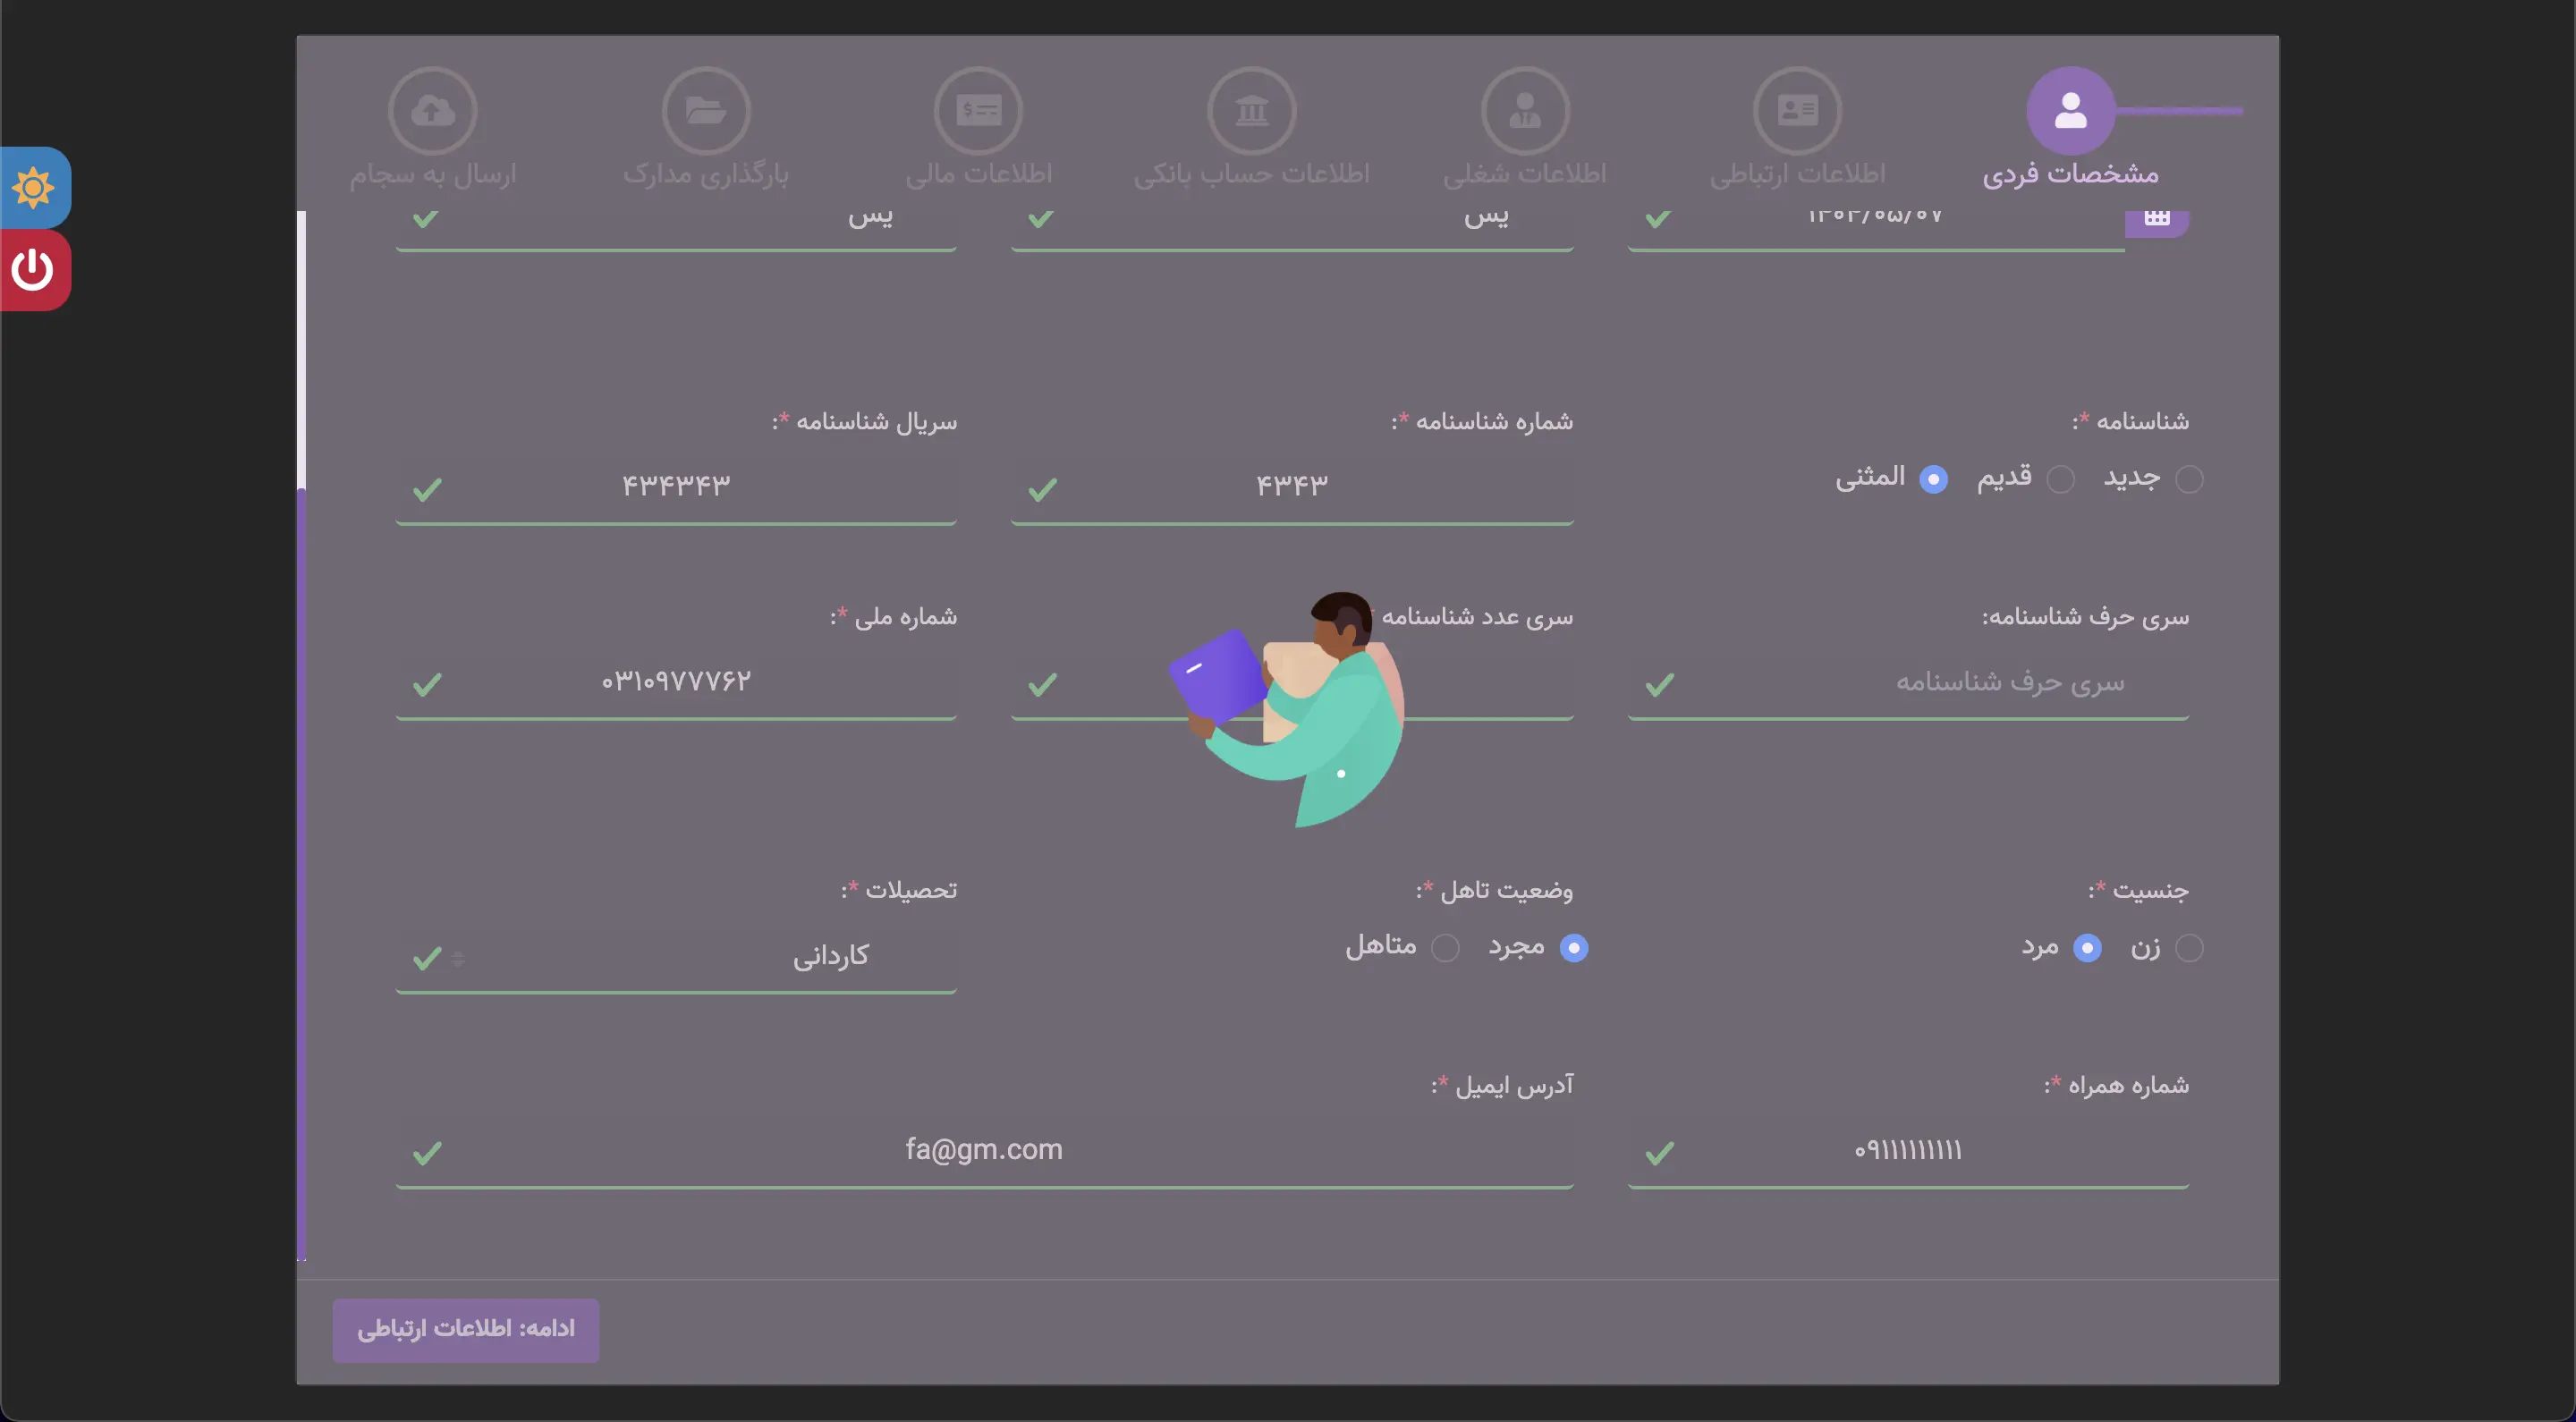 مشخصات فردی
اطلاعات ارتباطی
اطلاعات شغلی
اطلاعات حساب بانکی
اطلاعات مالی
بارگذاری مدارک
ارسال به سجام
یس
یس
شناسنامه *:
جدید
قدیم
المثنی
شماره شناسنامه *:
۴۳۴۳
سریال شناسنامه *:
۴۳۴۳۴۳
سری حرف شناسنامه:
سری حرف شناسنامه
سری عدد شناسنامه
شماره ملی *:
۰۳۱۰۹۷۷۷۶۲
جنسیت *:
زن
مرد
وضعیت تاهل *:
مجرد
متاهل
تحصیلات *:
کاردانی
شماره همراه *:
۰۹۱۱۱۱۱۱۱۱۱
آدرس ایمیل *:
fa@gm.com
ادامه: اطلاعات ارتباطی